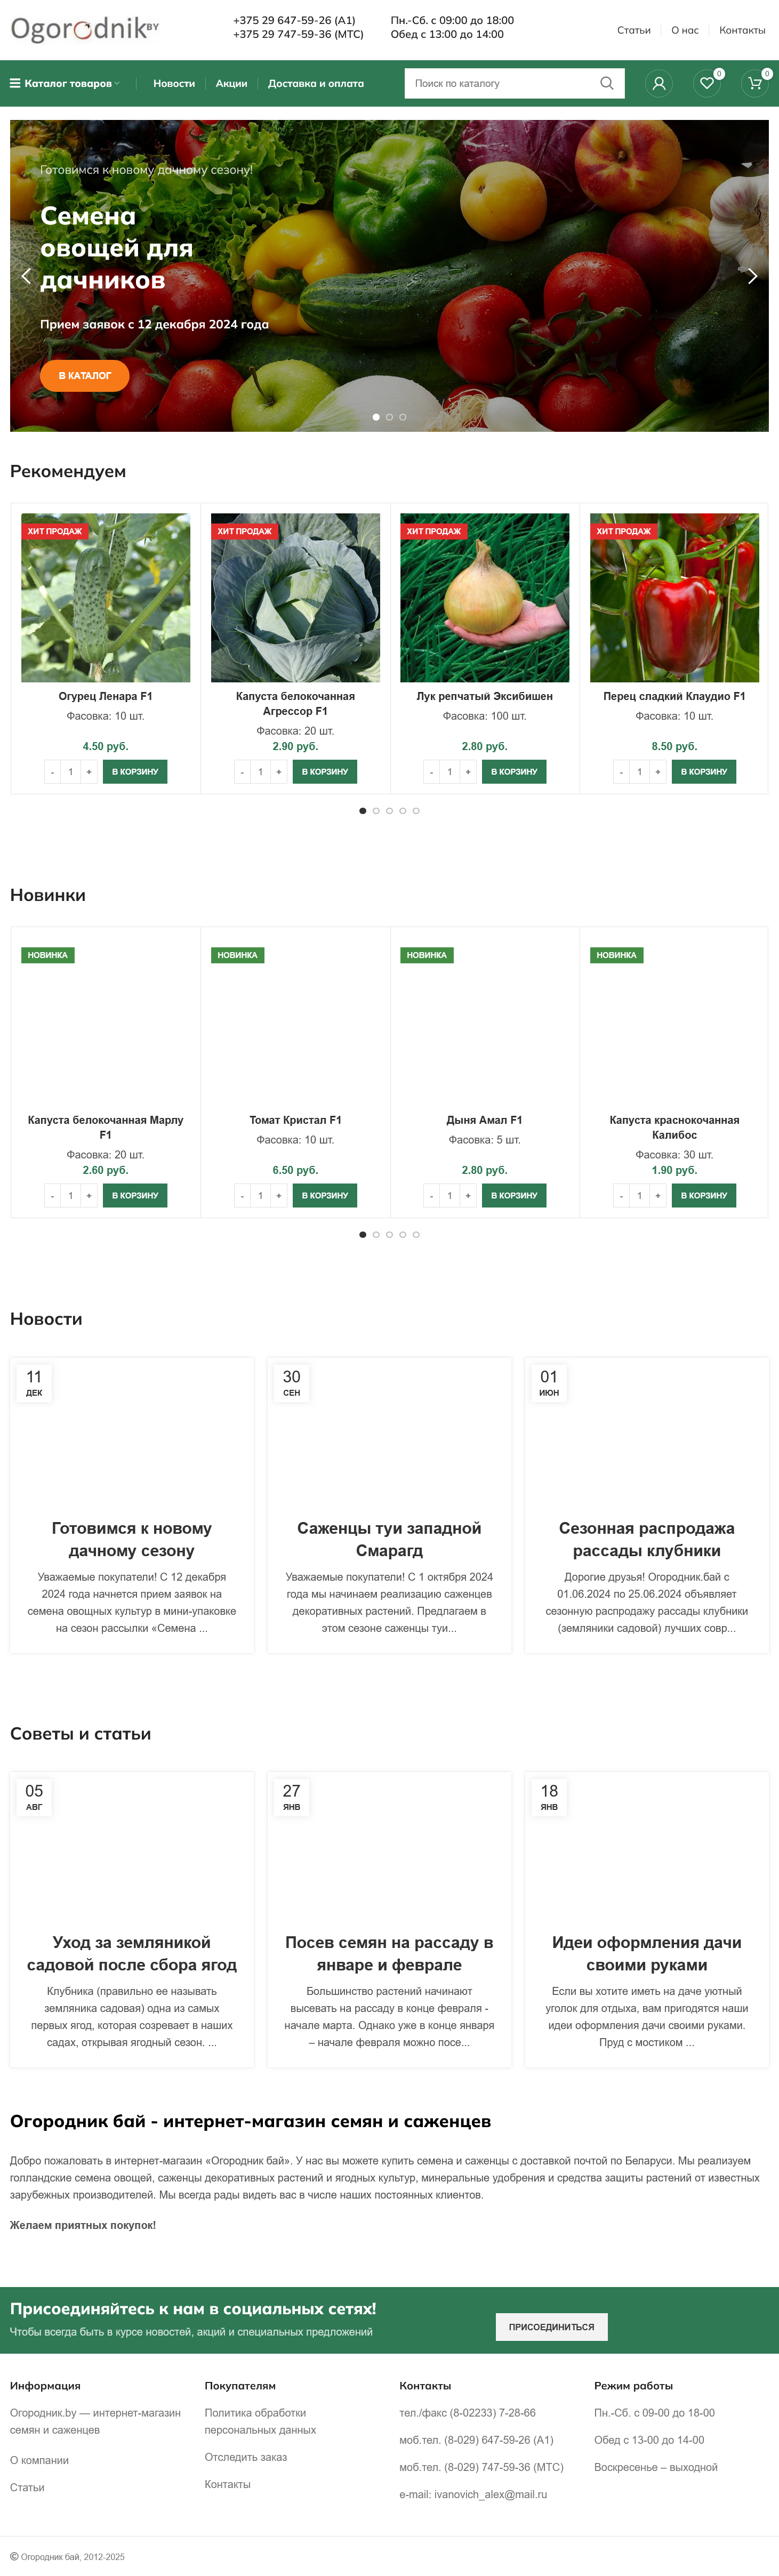 OgorodnikBY
+375 29 647-59-26 (А1)
+375 29 747-59-36 (МТС)
Пн.-Сб. с 09:00 до 18:00
Обед с 13:00 до 14:00
Статьи
О нас
Контакты
Каталог товаров
Новости
Акции
Доставка и оплата
Поиск по каталогу
0
0
Готовимся к новому дачному сезону!
Семена
овощей для
дачников
Прием заявок с 12 декабря 2024 года
В КАТАЛОГ
Рекомендуем
ХИТ ПРОДАЖ
Огурец Ленара F1
Фасовка: 10 шт.
4.50 руб.
- 1 + В КОРЗИНУ
ХИТ ПРОДАЖ
Капуста белокочанная
Агрессор F1
Фасовка: 20 шт.
2.90 руб.
- 1 + В КОРЗИНУ
ХИТ ПРОДАЖ
Лук репчатый Эксибишен
Фасовка: 100 шт.
2.80 руб.
- 1 + В КОРЗИНУ
ХИТ ПРОДАЖ
Перец сладкий Клаудио F1
Фасовка: 10 шт.
8.50 руб.
- 1 + В КОРЗИНУ
Новинки
НОВИНКА
Капуста белокочанная Марлу
F1
Фасовка: 20 шт.
2.60 руб.
- 1 + В КОРЗИНУ
НОВИНКА
Томат Кристал F1
Фасовка: 10 шт.
6.50 руб.
- 1 + В КОРЗИНУ
НОВИНКА
Дыня Амал F1
Фасовка: 5 шт.
2.80 руб.
- 1 + В КОРЗИНУ
НОВИНКА
Капуста краснокочанная
Калибос
Фасовка: 30 шт.
1.90 руб.
- 1 + В КОРЗИНУ
Новости
11
ДЕК
Готовимся к новому
дачному сезону
Уважаемые покупатели! С 12 декабря
2024 года начнется прием заявок на
семена овощных культур в мини-упаковке
на сезон рассылки «Семена ...
30
СЕН
Саженцы туи западной
Смарагд
Уважаемые покупатели! С 1 октября 2024
года мы начинаем реализацию саженцев
декоративных растений. Предлагаем в
этом сезоне саженцы туи...
01
ИЮН
Сезонная распродажа
рассады клубники
Дорогие друзья! Огородник.бай с
01.06.2024 по 25.06.2024 объявляет
сезонную распродажу рассады клубники
(земляники садовой) лучших совр...
Советы и статьи
05
АВГ
Уход за земляникой
садовой после сбора ягод
Клубника (правильно ее называть
земляника садовая) одна из самых
первых ягод, которая созревает в наших
садах, открывая ягодный сезон. ...
27
ЯНВ
Посев семян на рассаду в
январе и феврале
Большинство растений начинают
высевать на рассаду в конце февраля -
начале марта. Однако уже в конце января
– начале февраля можно посе...
18
ЯНВ
Идеи оформления дачи
своими руками
Если вы хотите иметь на даче уютный
уголок для отдыха, вам пригодятся наши
идеи оформления дачи своими руками.
Пруд с мостиком ...
Огородник бай - интернет-магазин семян и саженцев
Добро пожаловать в интернет-магазин «Огородник бай». У нас вы можете купить семена и саженцы с доставкой почтой по Беларуси. Мы реализуем
голландские семена овощей, саженцы декоративных растений и ягодных культур, минеральные удобрения и средства защиты растений от известных
зарубежных производителей. Мы всегда рады видеть вас в числе наших постоянных клиентов.
Желаем приятных покупок!
Присоединяйтесь к нам в социальных сетях!
Чтобы всегда быть в курсе новостей, акций и специальных предложений
ПРИСОЕДИНИТЬСЯ
Информация
Огородник.by — интернет-магазин
семян и саженцев
О компании
Статьи
Покупателям
Политика обработки
персональных данных
Отследить заказ
Контакты
Контакты
тел./факс (8-02233) 7-28-66
моб.тел. (8-029) 647-59-26 (А1)
моб.тел. (8-029) 747-59-36 (МТС)
e-mail: ivanovich_alex@mail.ru
Режим работы
Пн.-Сб. с 09-00 до 18-00
Обед с 13-00 до 14-00
Воскресенье – выходной
© Огородник бай, 2012-2025